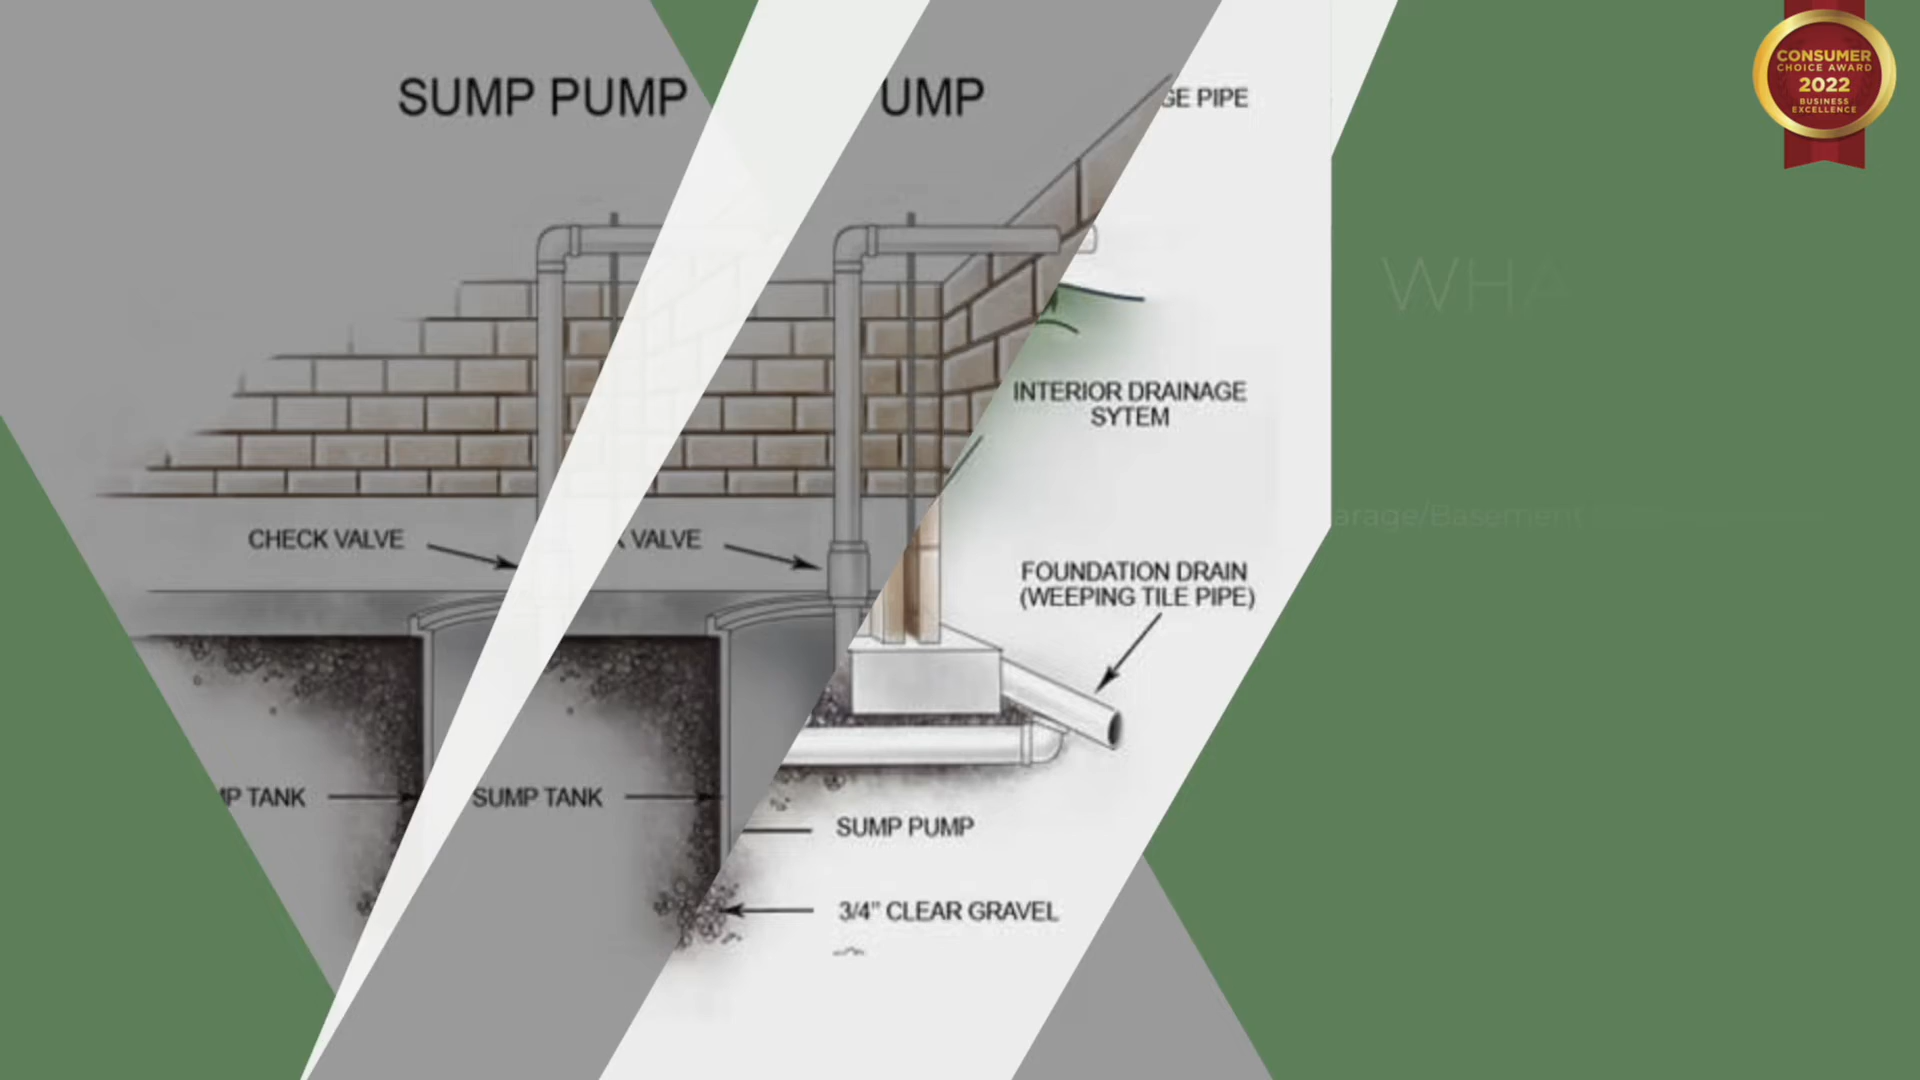 SUMP PUMP
UMP
GE PIPE
CONSUMER
CHOICE AWARD
2022
BUSINESS
EXCELLENCE
WHA
INTERIOR DRAINAGE
SYTEM
arage/Basement
CHECK VALVE
VALVE
FOUNDATION DRAIN
(WEEPING TILE PIPE)
P TANK
SUMP TANK
SUMP PUMP
3/4" CLEAR GRAVEL